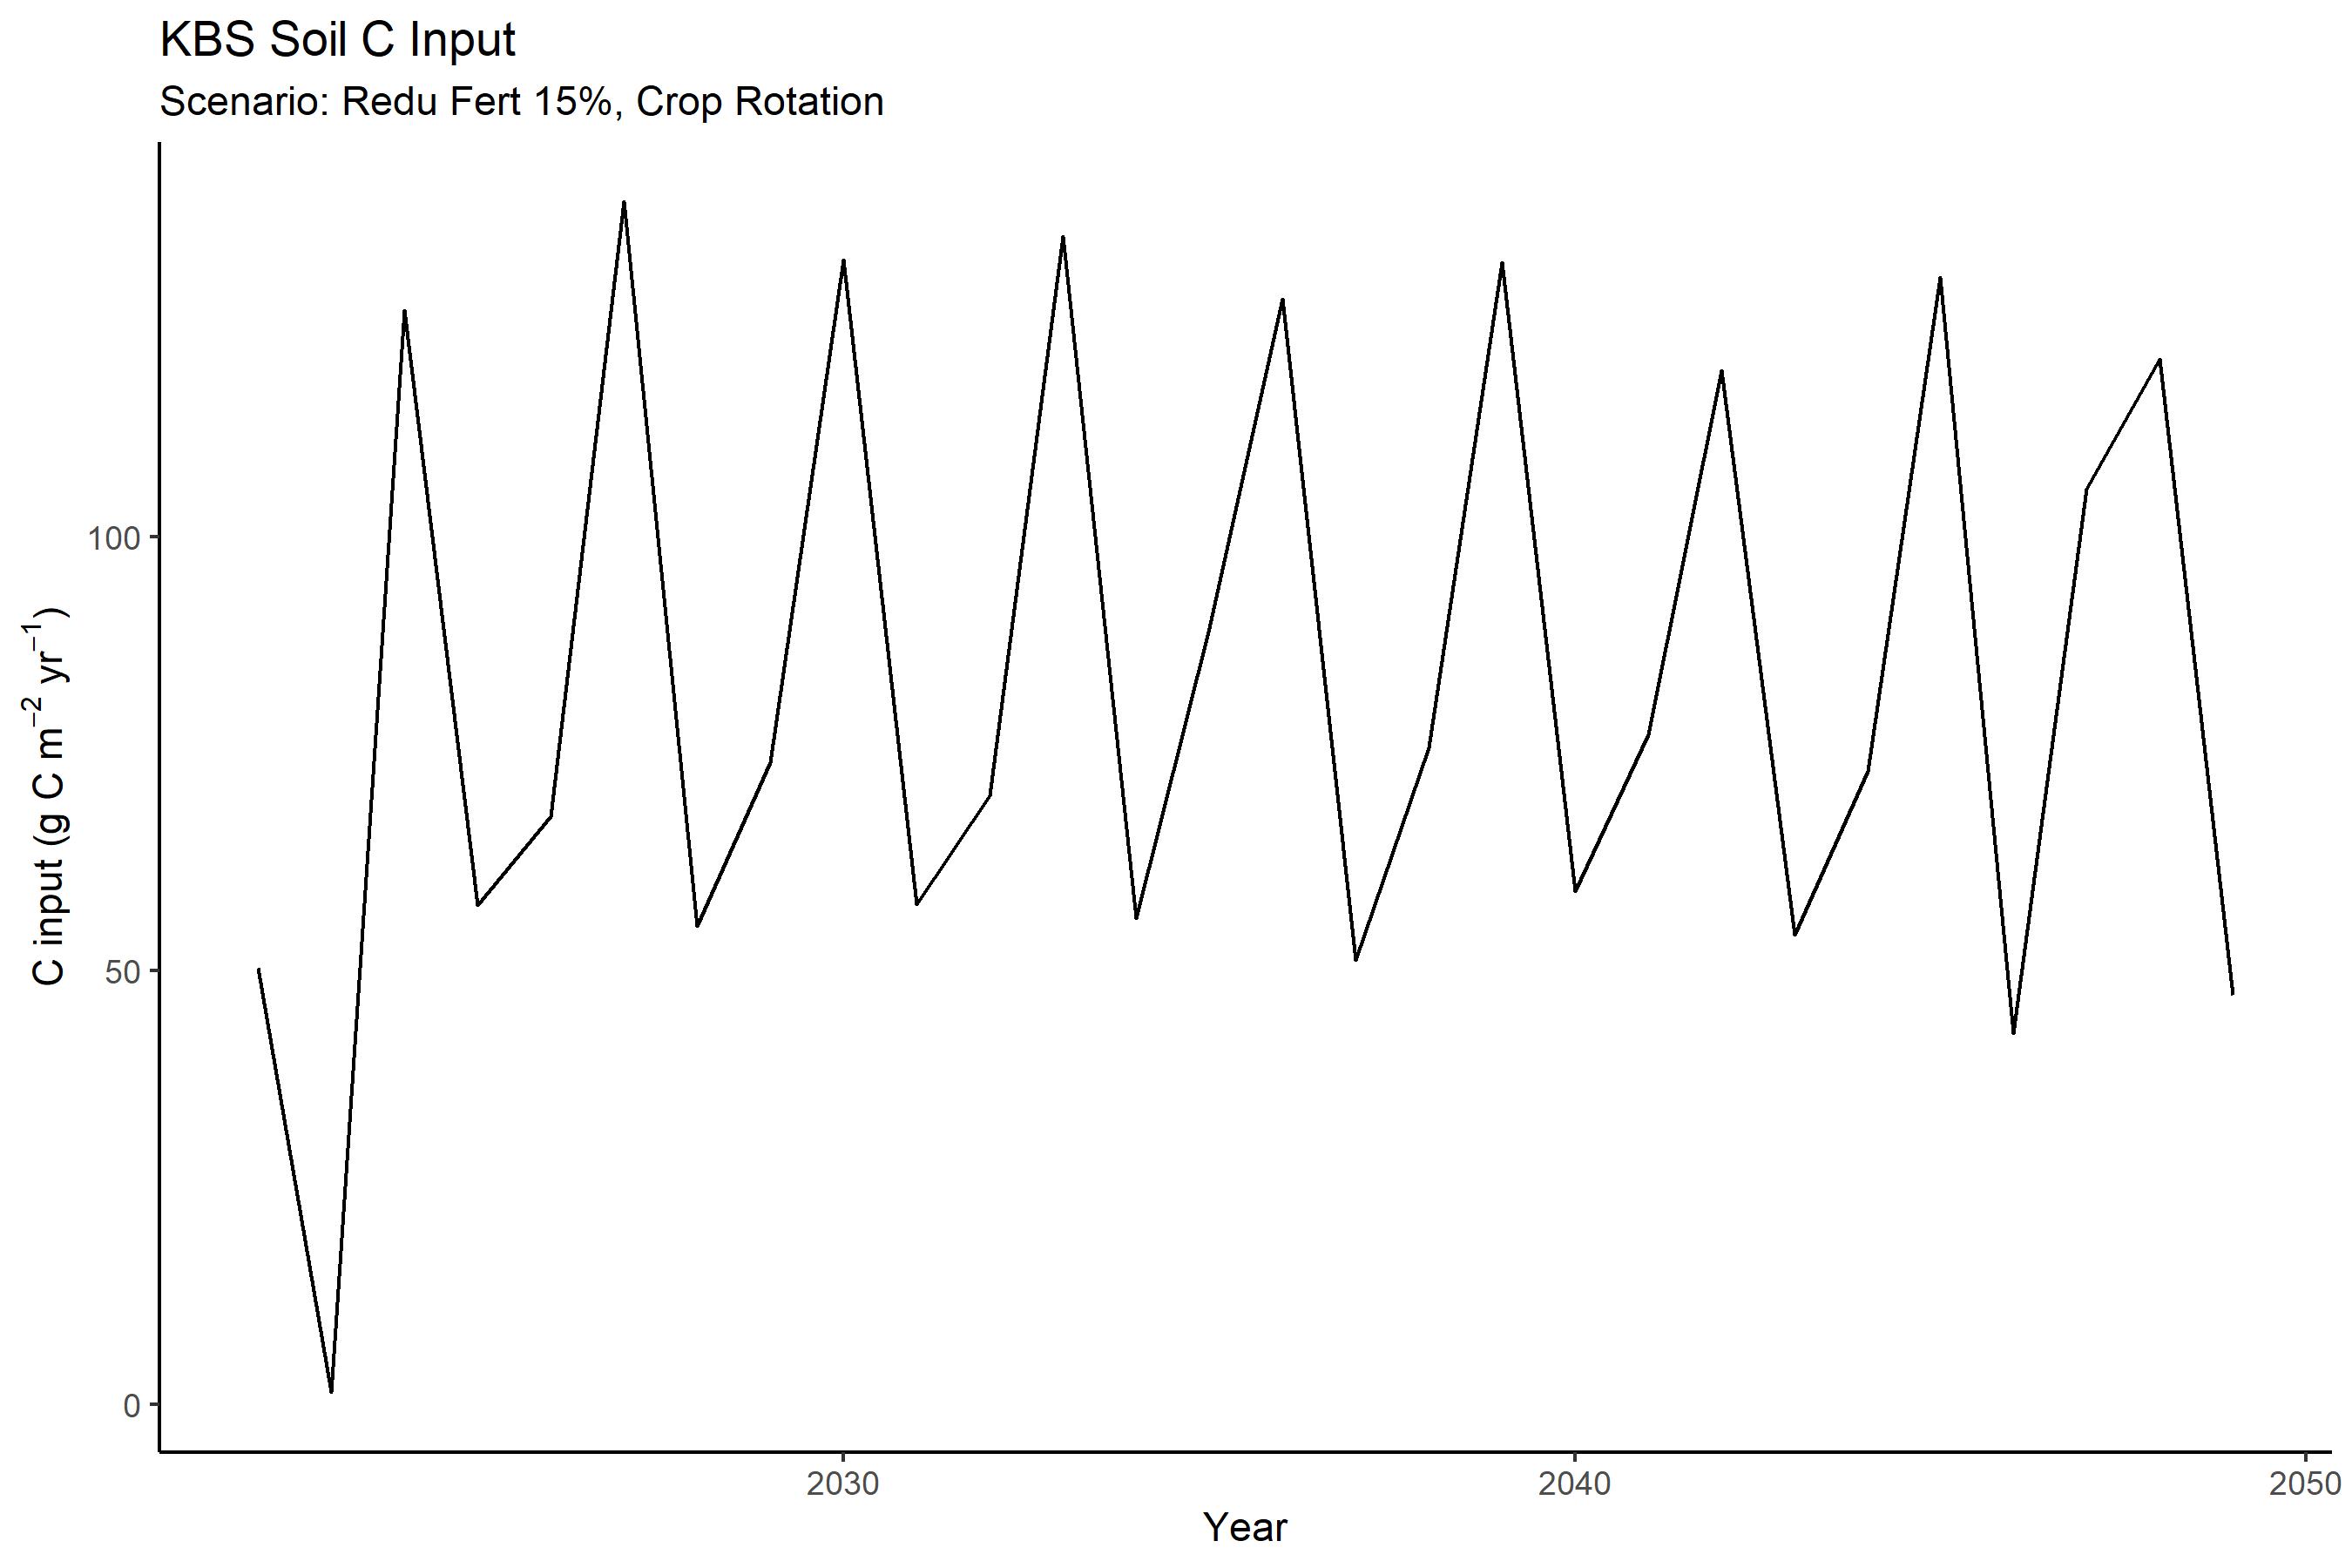 KBS Soil C Input
Scenario: Redu Fert 15%, Crop Rotation
C input (g C m⁻² yr⁻¹)
100
50
0
2030
2040
2050
Year